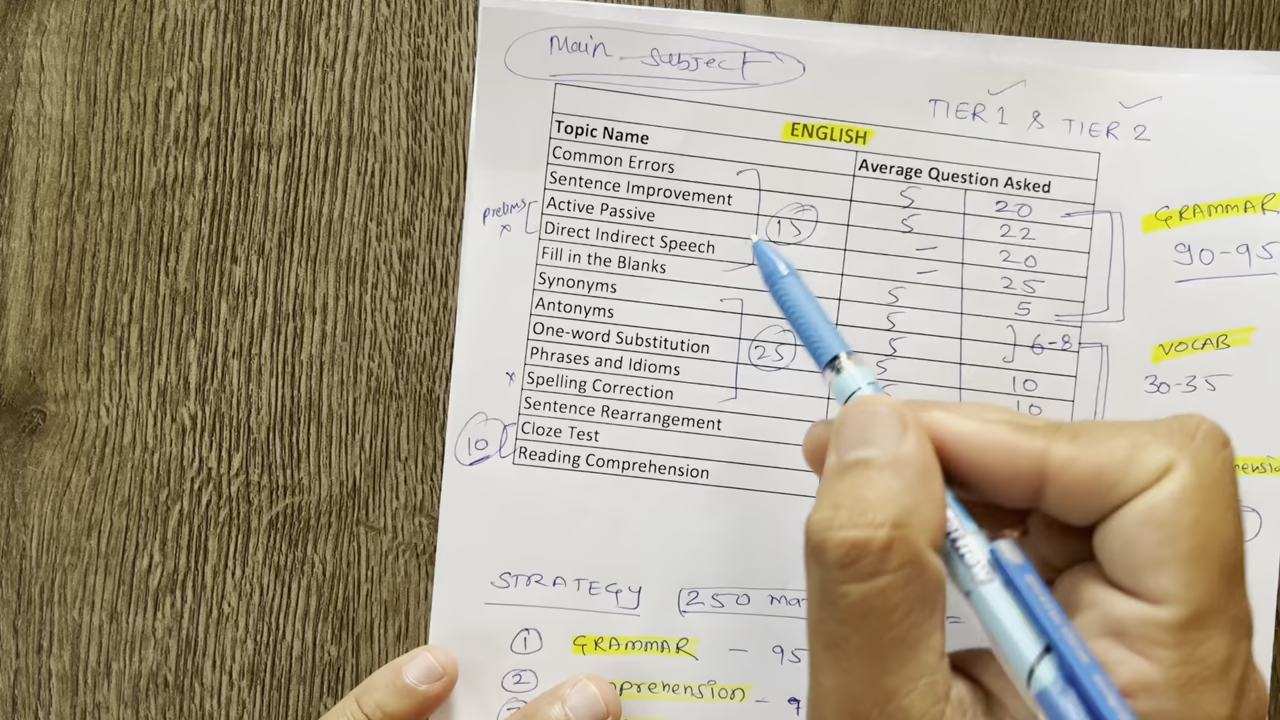 Main Subject
TIER 1 & TIER 2
ENGLISH
Topic Name
Average Question Asked
Common Errors 5 20
Sentence Improvement 5 22
Active Passive – 20
Direct Indirect Speech – 25
Fill in the Blanks 5 5
Synonyms 5
Antonyms 5 6-8
One-word Substitution 5 10
Phrases and Idioms 10
Spelling Correction
Sentence Rearrangement
Cloze Test
Reading Comprehension
prelims
x
15
25
x
10
GRAMMAR
90-95
VOCAB
30-35
STRATEGY (250
=
1 GRAMMAR - 95
2 prehension -